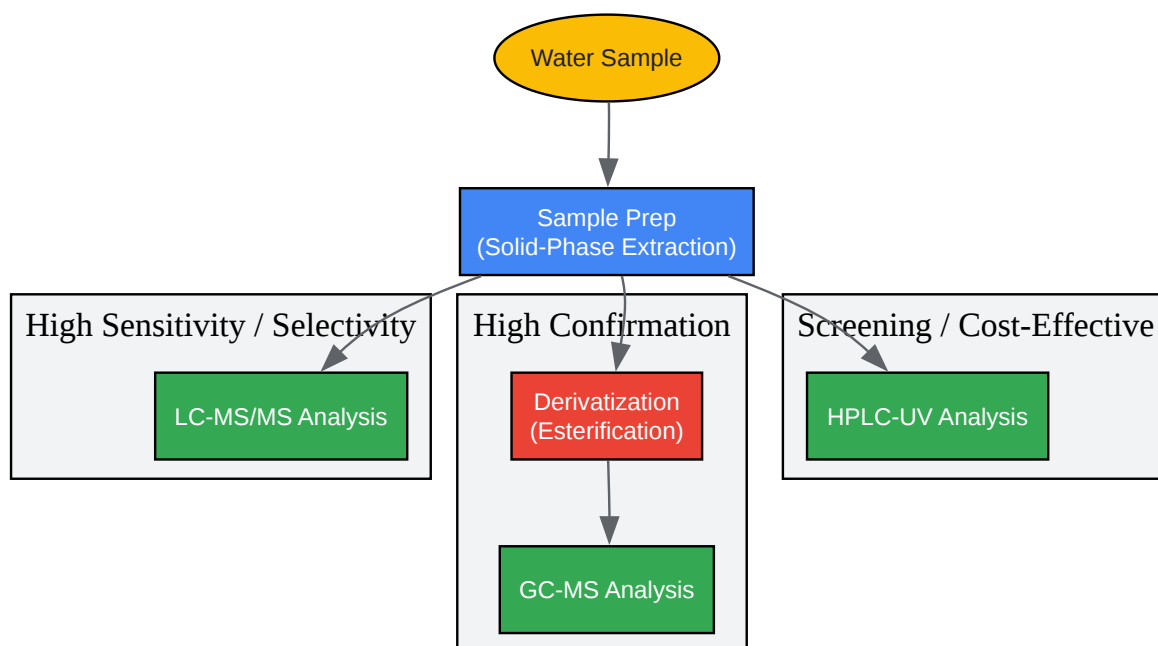 Water Sample
Sample Prep
(Solid-Phase Extraction)
High Sensitivity / Selectivity
High Confirmation
Screening / Cost-Effective
LC-MS/MS Analysis
Derivatization
(Esterification)
HPLC-UV Analysis
GC-MS Analysis